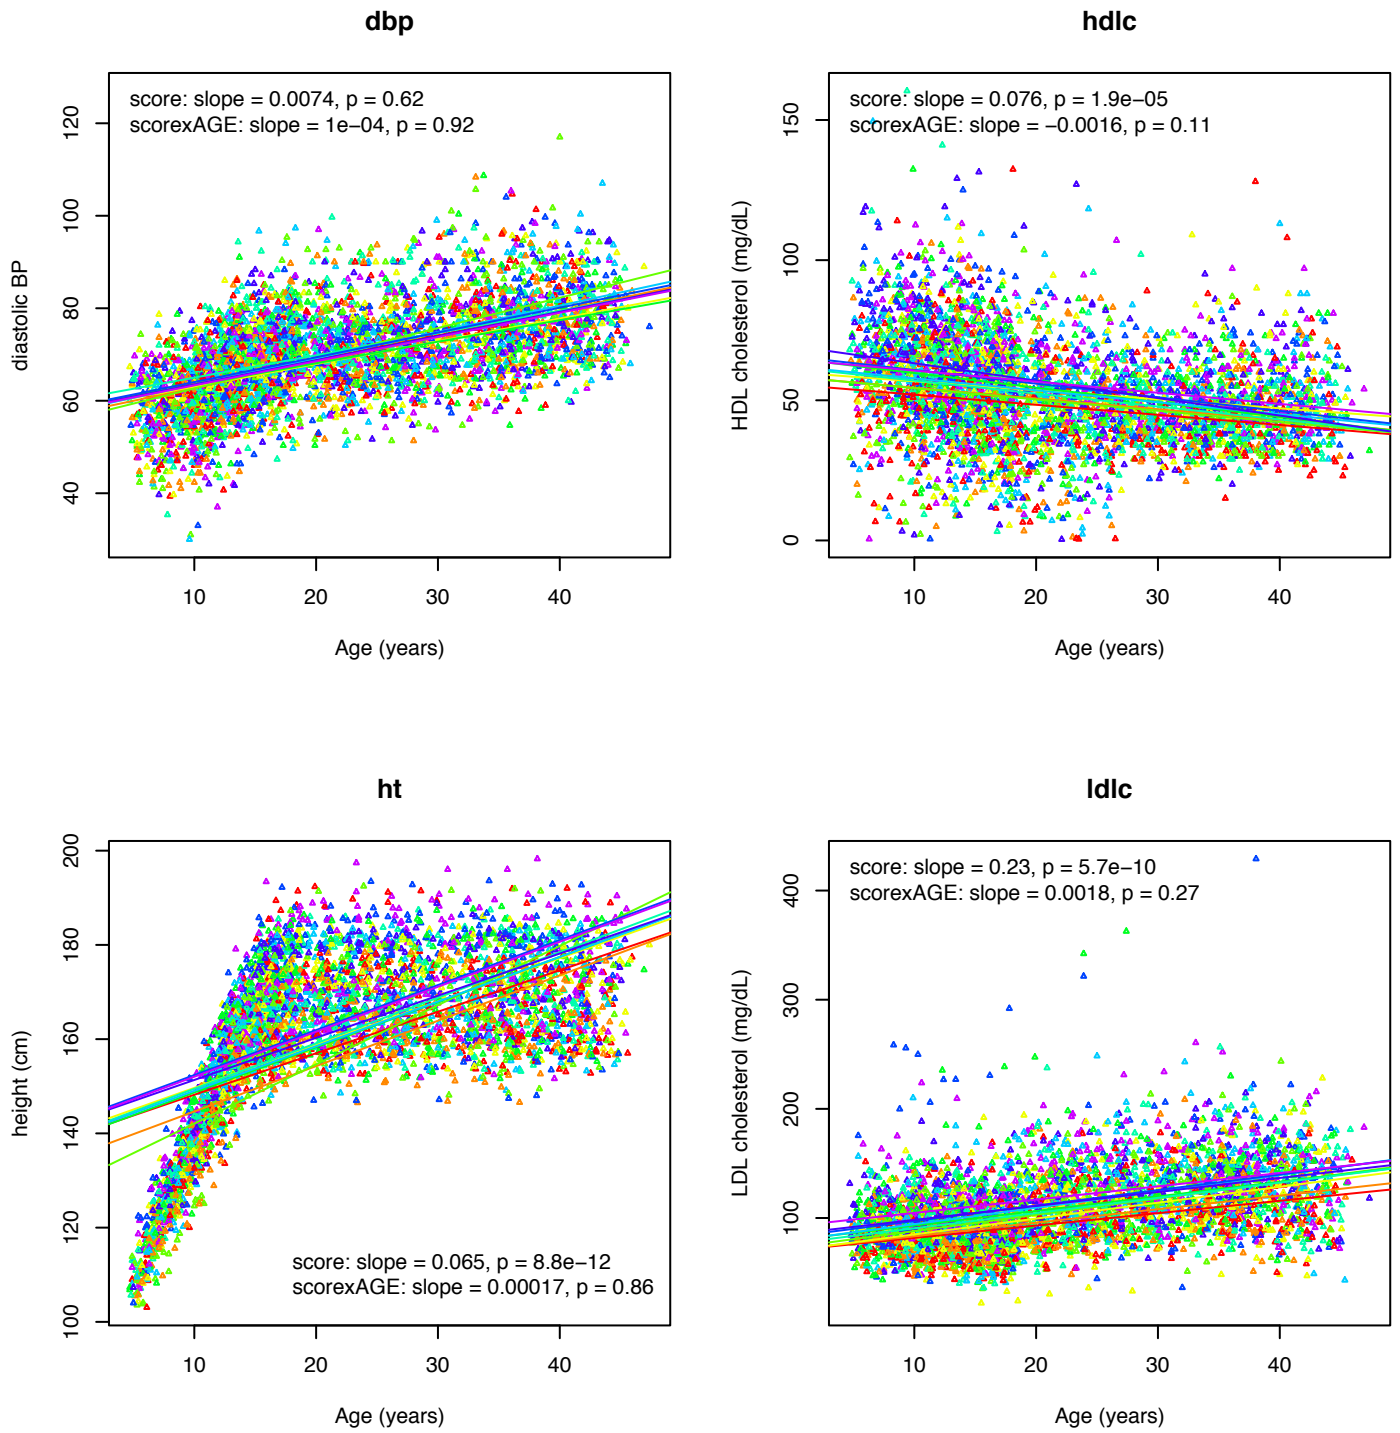 dbp
score: slope = 0.0074, p = 0.62
scorexAGE: slope = 1e−04, p = 0.92
diastolic BP
120
100
80
60
40
10 20 30 40
Age (years)
hdlc
score: slope = 0.076, p = 1.9e−05
scorexAGE: slope = −0.0016, p = 0.11
HDL cholesterol (mg/dL)
150
100
50
0
10 20 30 40
Age (years)
ht
200
180
160
140
120
100
height (cm)
score: slope = 0.065, p = 8.8e−12
scorexAGE: slope = 0.00017, p = 0.86
10 20 30 40
Age (years)
ldlc
score: slope = 0.23, p = 5.7e−10
scorexAGE: slope = 0.0018, p = 0.27
LDL cholesterol (mg/dL)
400
300
200
100
10 20 30 40
Age (years)